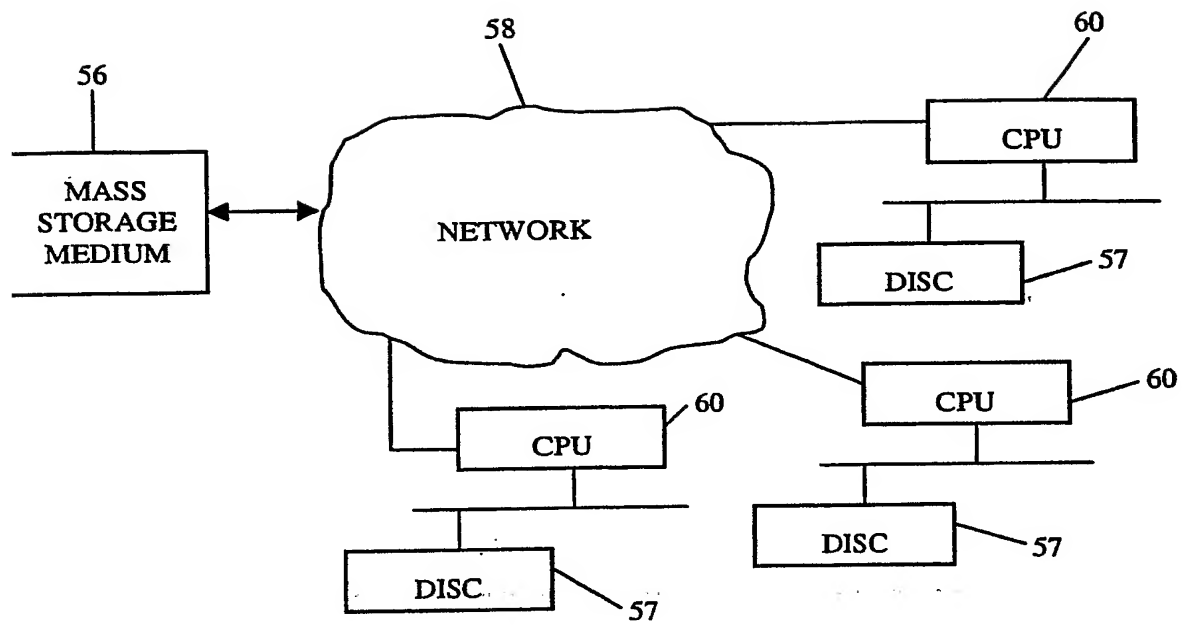 58
60
56
CPU
MASS
STORAGE
MEDIUM
NETWORK
DISC
57
60
CPU
60
CPU
DISC
57
DISC
57